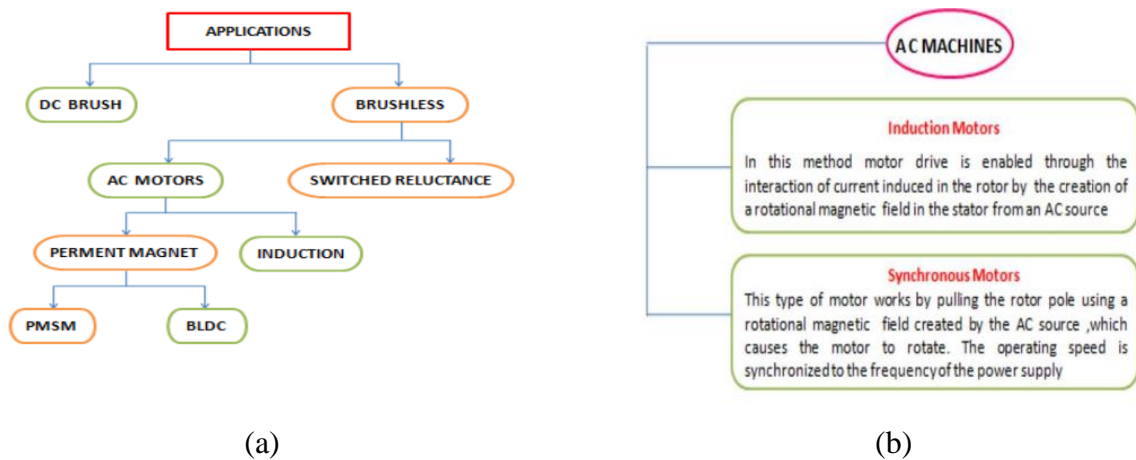 APPLICATIONS
DC BRUSH
BRUSHLESS
AC MOTORS
SWITCHED RELUCTANCE
PERMENT MAGNET
INDUCTION
PMSM
BLDC
(a)
AC MACHINES
Induction Motors
In this method motor drive is enabled through the
interaction of current induced in the rotor by the creation of
a rotational magnetic field in the stator from an AC source
Synchronous Motors
This type of motor works by pulling the rotor pole using a
rotational magnetic field created by the AC source ,which
causes the motor to rotate. The operating speed is
synchronized to the frequency of the power supply
(b)